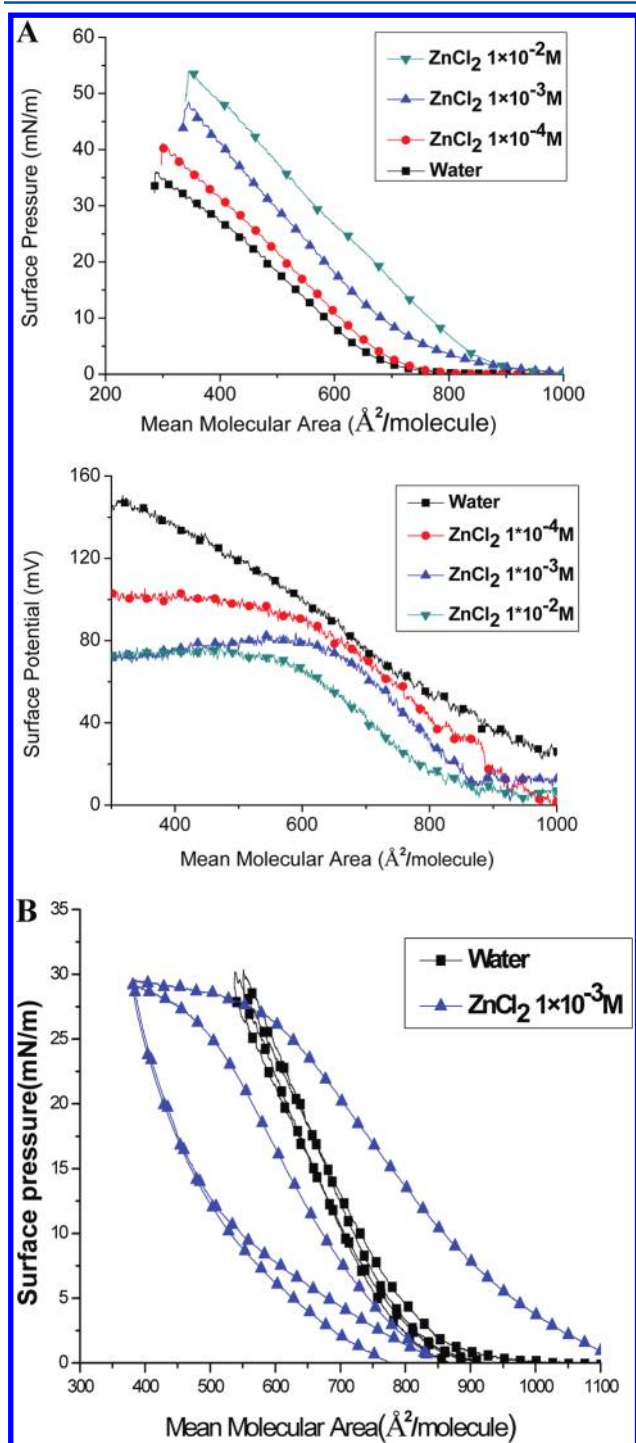 A
60
50
40
30
20
10
0
Surface Pressure (mN/m)
ZnCl2 1×10-2M
ZnCl2 1×10-3M
ZnCl2 1×10-4M
Water
200 400 600 800 1000
Mean Molecular Area (Å2/molecule)
160
120
80
40
0
Surface Potential (mV)
Water
ZnCl2 1*10-4M
ZnCl2 1*10-3M
ZnCl2 1*10-2M
400 600 800 1000
Mean Molecular Area (Å2/molecule)
B
35
30
25
20
15
10
5
0
Surface pressure(mN/m)
Water
ZnCl2 1×10-3M
300 400 500 600 700 800 900 1000 1100
Mean Molecular Area(Å2/molecule)